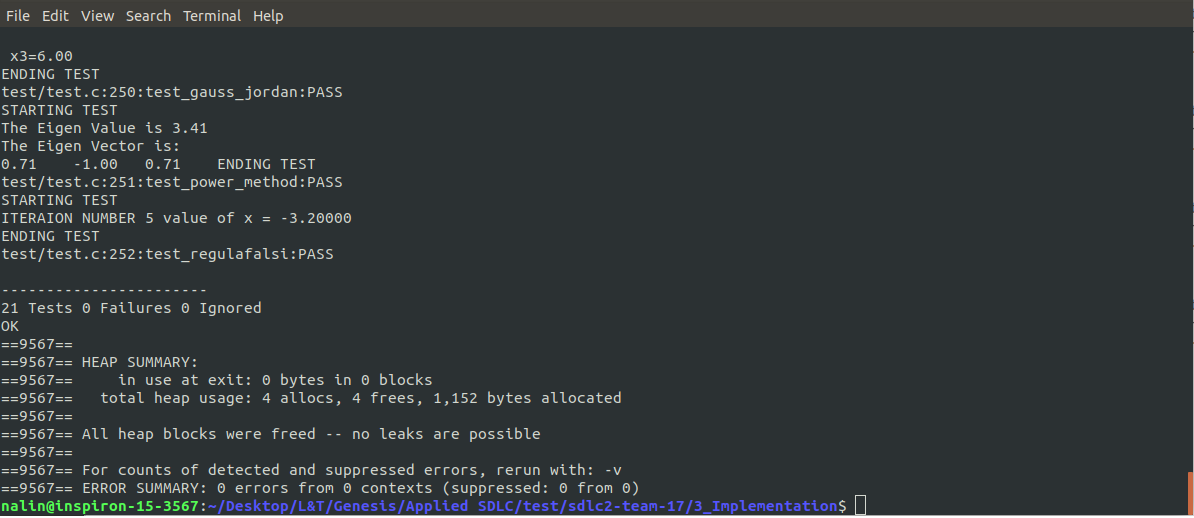 File Edit View Search Terminal Help
x3=6.00
ENDING TEST
test/test.c:250:test_gauss_jordan:PASS
STARTING TEST
The Eigen Value is 3.41
The Eigen Vector is:
0.71    -1.00   0.71    ENDING TEST
test/test.c:251:test_power_method:PASS
STARTING TEST
ITERAION NUMBER 5 value of x = -3.20000
ENDING TEST
test/test.c:252:test_regulafalsi:PASS
-----------------------
21 Tests 0 Failures 0 Ignored
OK
==9567==
==9567== HEAP SUMMARY:
==9567==     in use at exit: 0 bytes in 0 blocks
==9567==   total heap usage: 4 allocs, 4 frees, 1,152 bytes allocated
==9567==
==9567== All heap blocks were freed -- no leaks are possible
==9567==
==9567== For counts of detected and suppressed errors, rerun with: -v
==9567== ERROR SUMMARY: 0 errors from 0 contexts (suppressed: 0 from 0)
nalin@inspiron-15-3567:~/Desktop/L&T/Genesis/Applied SDLC/test/sdlc2-team-17/3_Implementation$